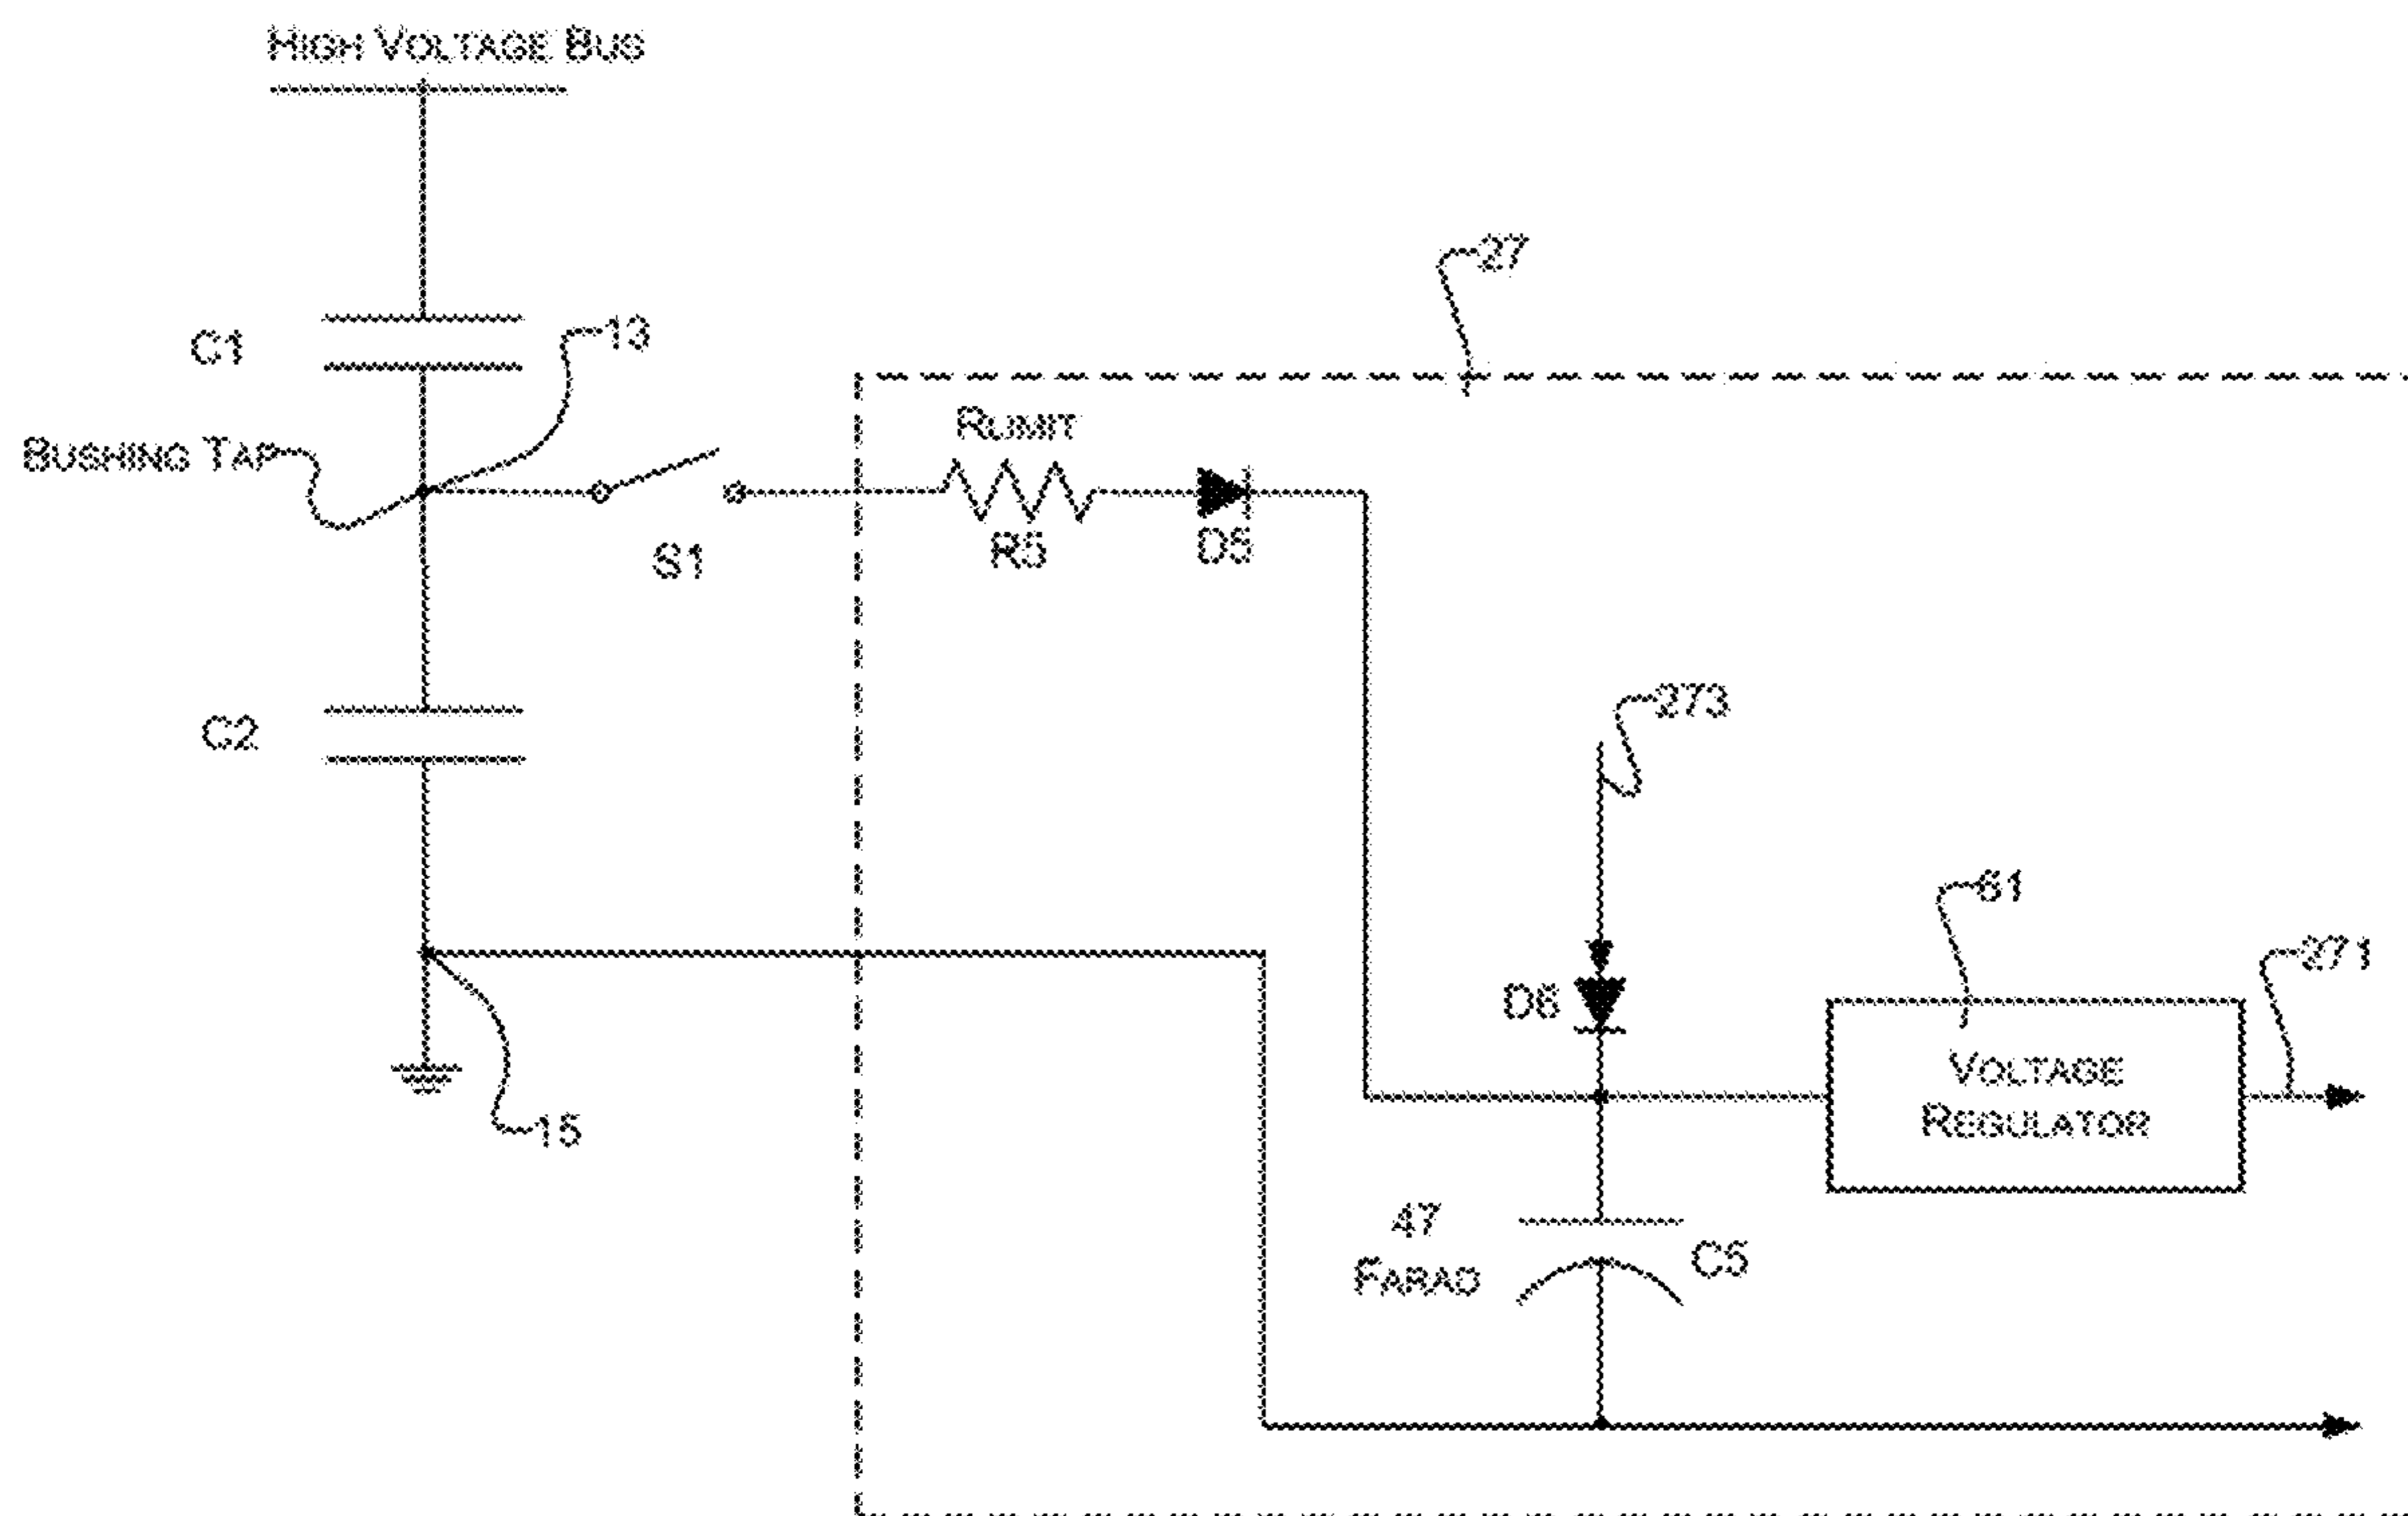 HIGH VOLTAGE BUS
27
C1
13
RLIMIT
BUSHING TAP
S1
R5
D5
273
C2
61
271
D6
VOLTAGE
REGULATOR
15
47
FARAD
C5